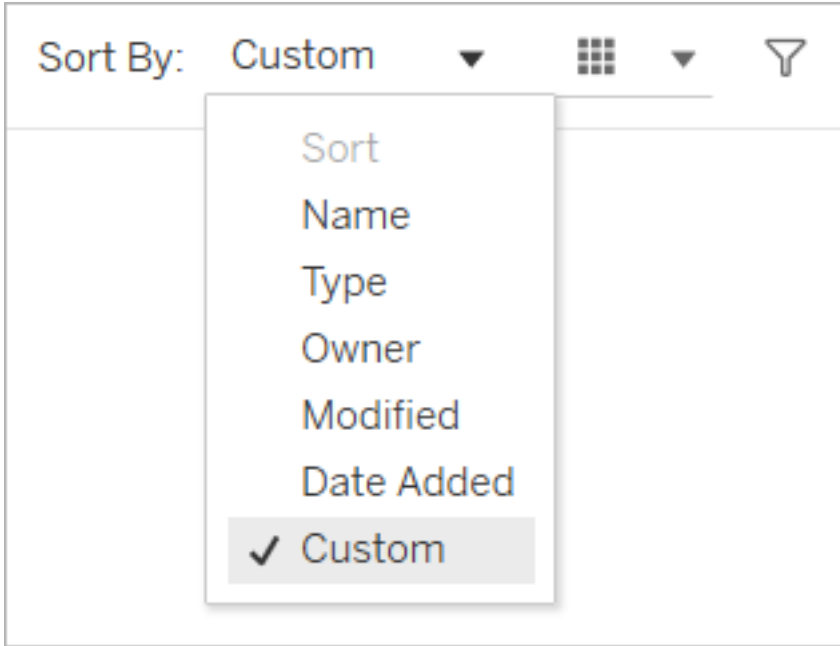 Sort By: Custom
Sort
Name
Type
Owner
Modified
Date Added
Custom